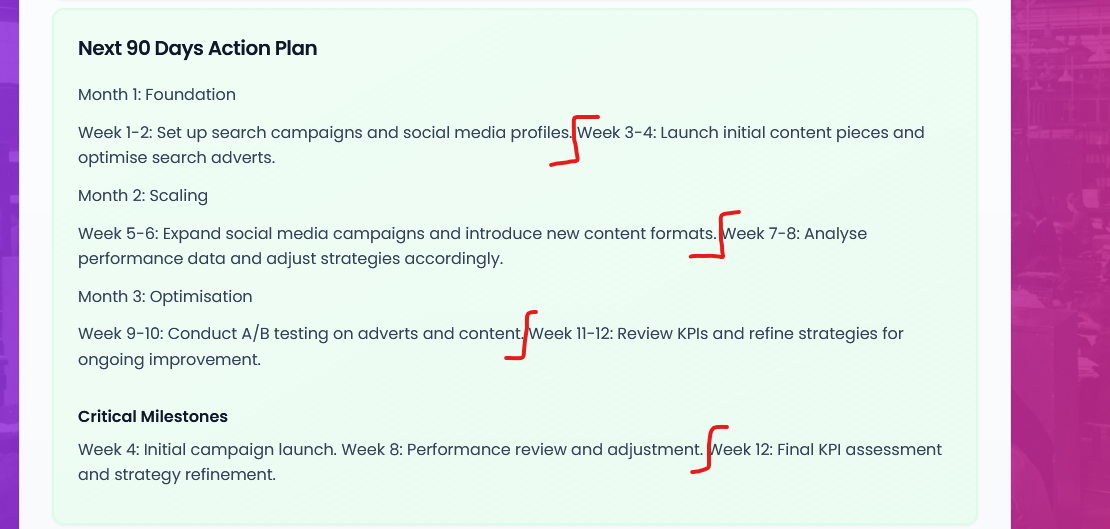 Next 90 Days Action Plan
Month 1: Foundation
Week 1-2: Set up search campaigns and social media profiles. Week 3-4: Launch initial content pieces and
optimise search adverts.
Month 2: Scaling
Week 5-6: Expand social media campaigns and introduce new content formats. Week 7-8: Analyse
performance data and adjust strategies accordingly.
Month 3: Optimisation
Week 9-10: Conduct A/B testing on adverts and content. Week 11-12: Review KPIs and refine strategies for
ongoing improvement.
Critical Milestones
Week 4: Initial campaign launch. Week 8: Performance review and adjustment. Week 12: Final KPI assessment
and strategy refinement.